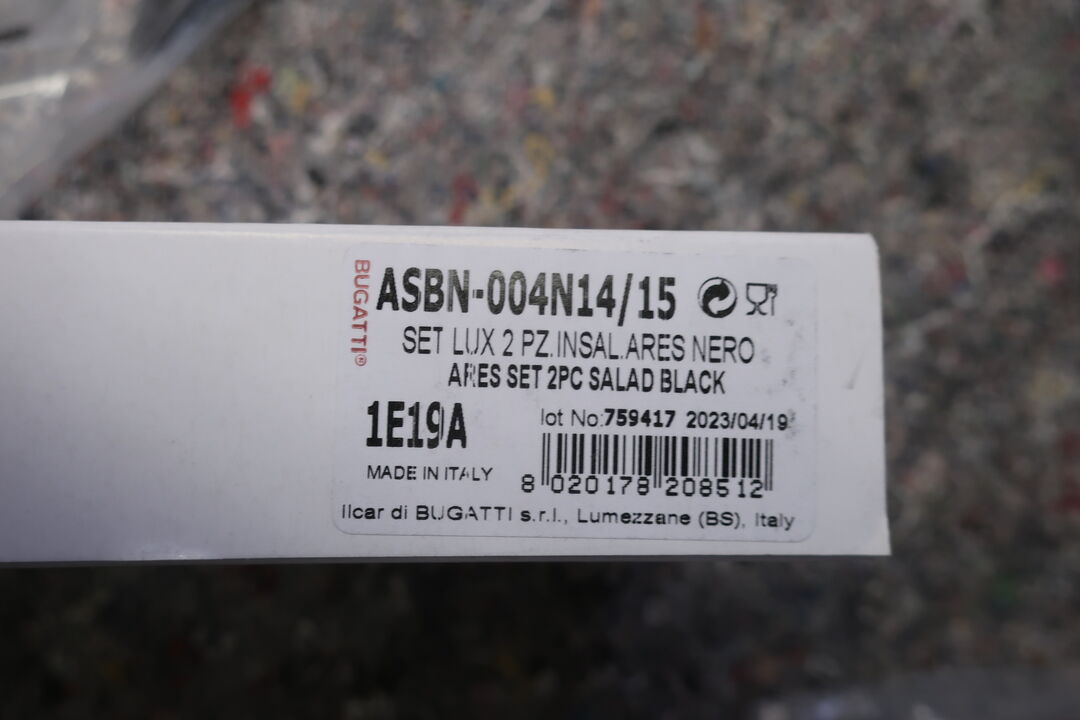 BUGATTI®
ASBN-004N14/15
SET LUX 2 PZ.INSAL.ARES NERO
ARES SET 2PC SALAD BLACK
1E19A
lot No:759417 2023/04/19
MADE IN ITALY
8 020178 208512
Ilcar di BUGATTI s.r.l., Lumezzane (BS), Italy